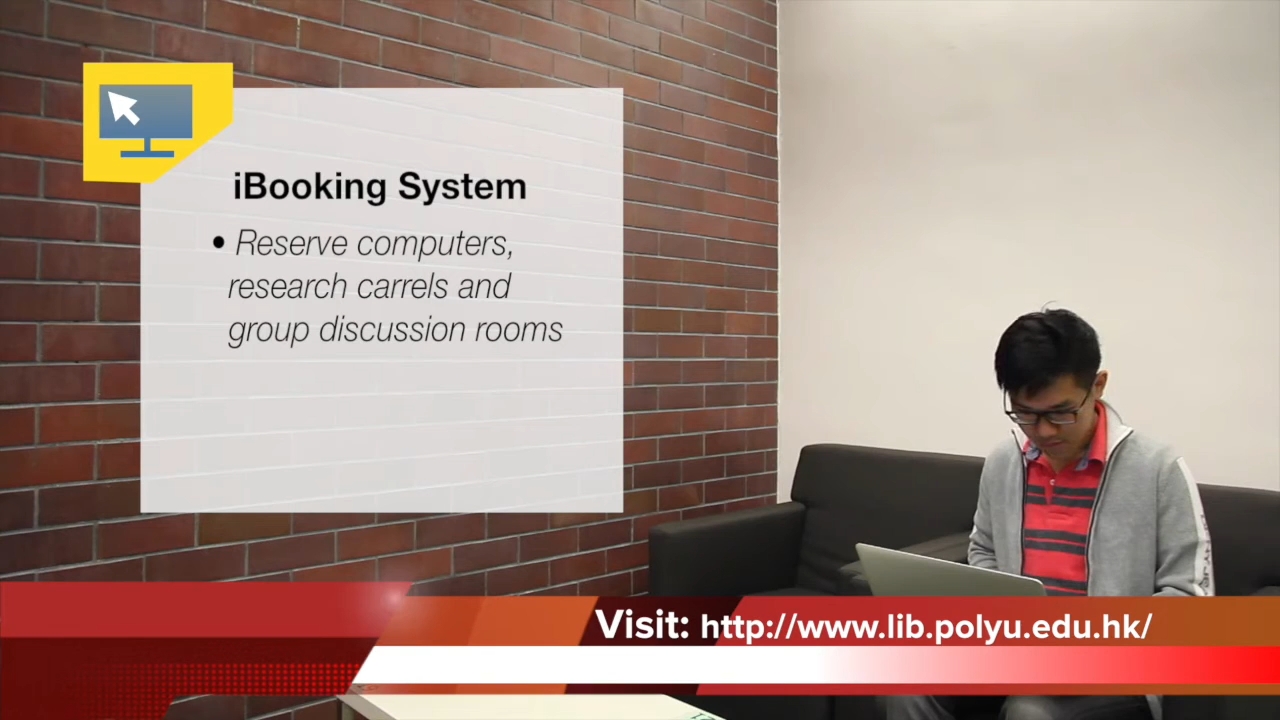 iBooking System
• Reserve computers,
research carrels and
group discussion rooms
Visit: http://www.lib.polyu.edu.hk/